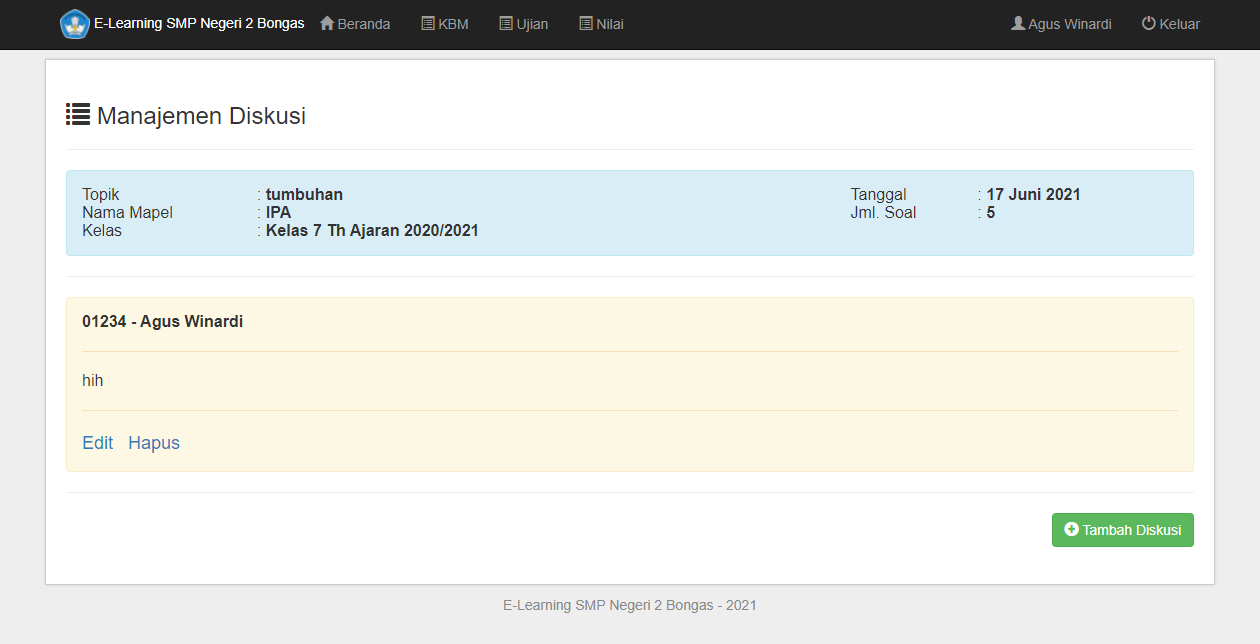 E-Learning SMP Negeri 2 Bongas Beranda KBM Ujian Nilai Agus Winardi Keluar
Manajemen Diskusi
Topik : tumbuhan Tanggal : 17 Juni 2021
Nama Mapel : IPA Jml. Soal : 5
Kelas : Kelas 7 Th Ajaran 2020/2021
01234 - Agus Winardi
hih
Edit Hapus
Tambah Diskusi
E-Learning SMP Negeri 2 Bongas - 2021